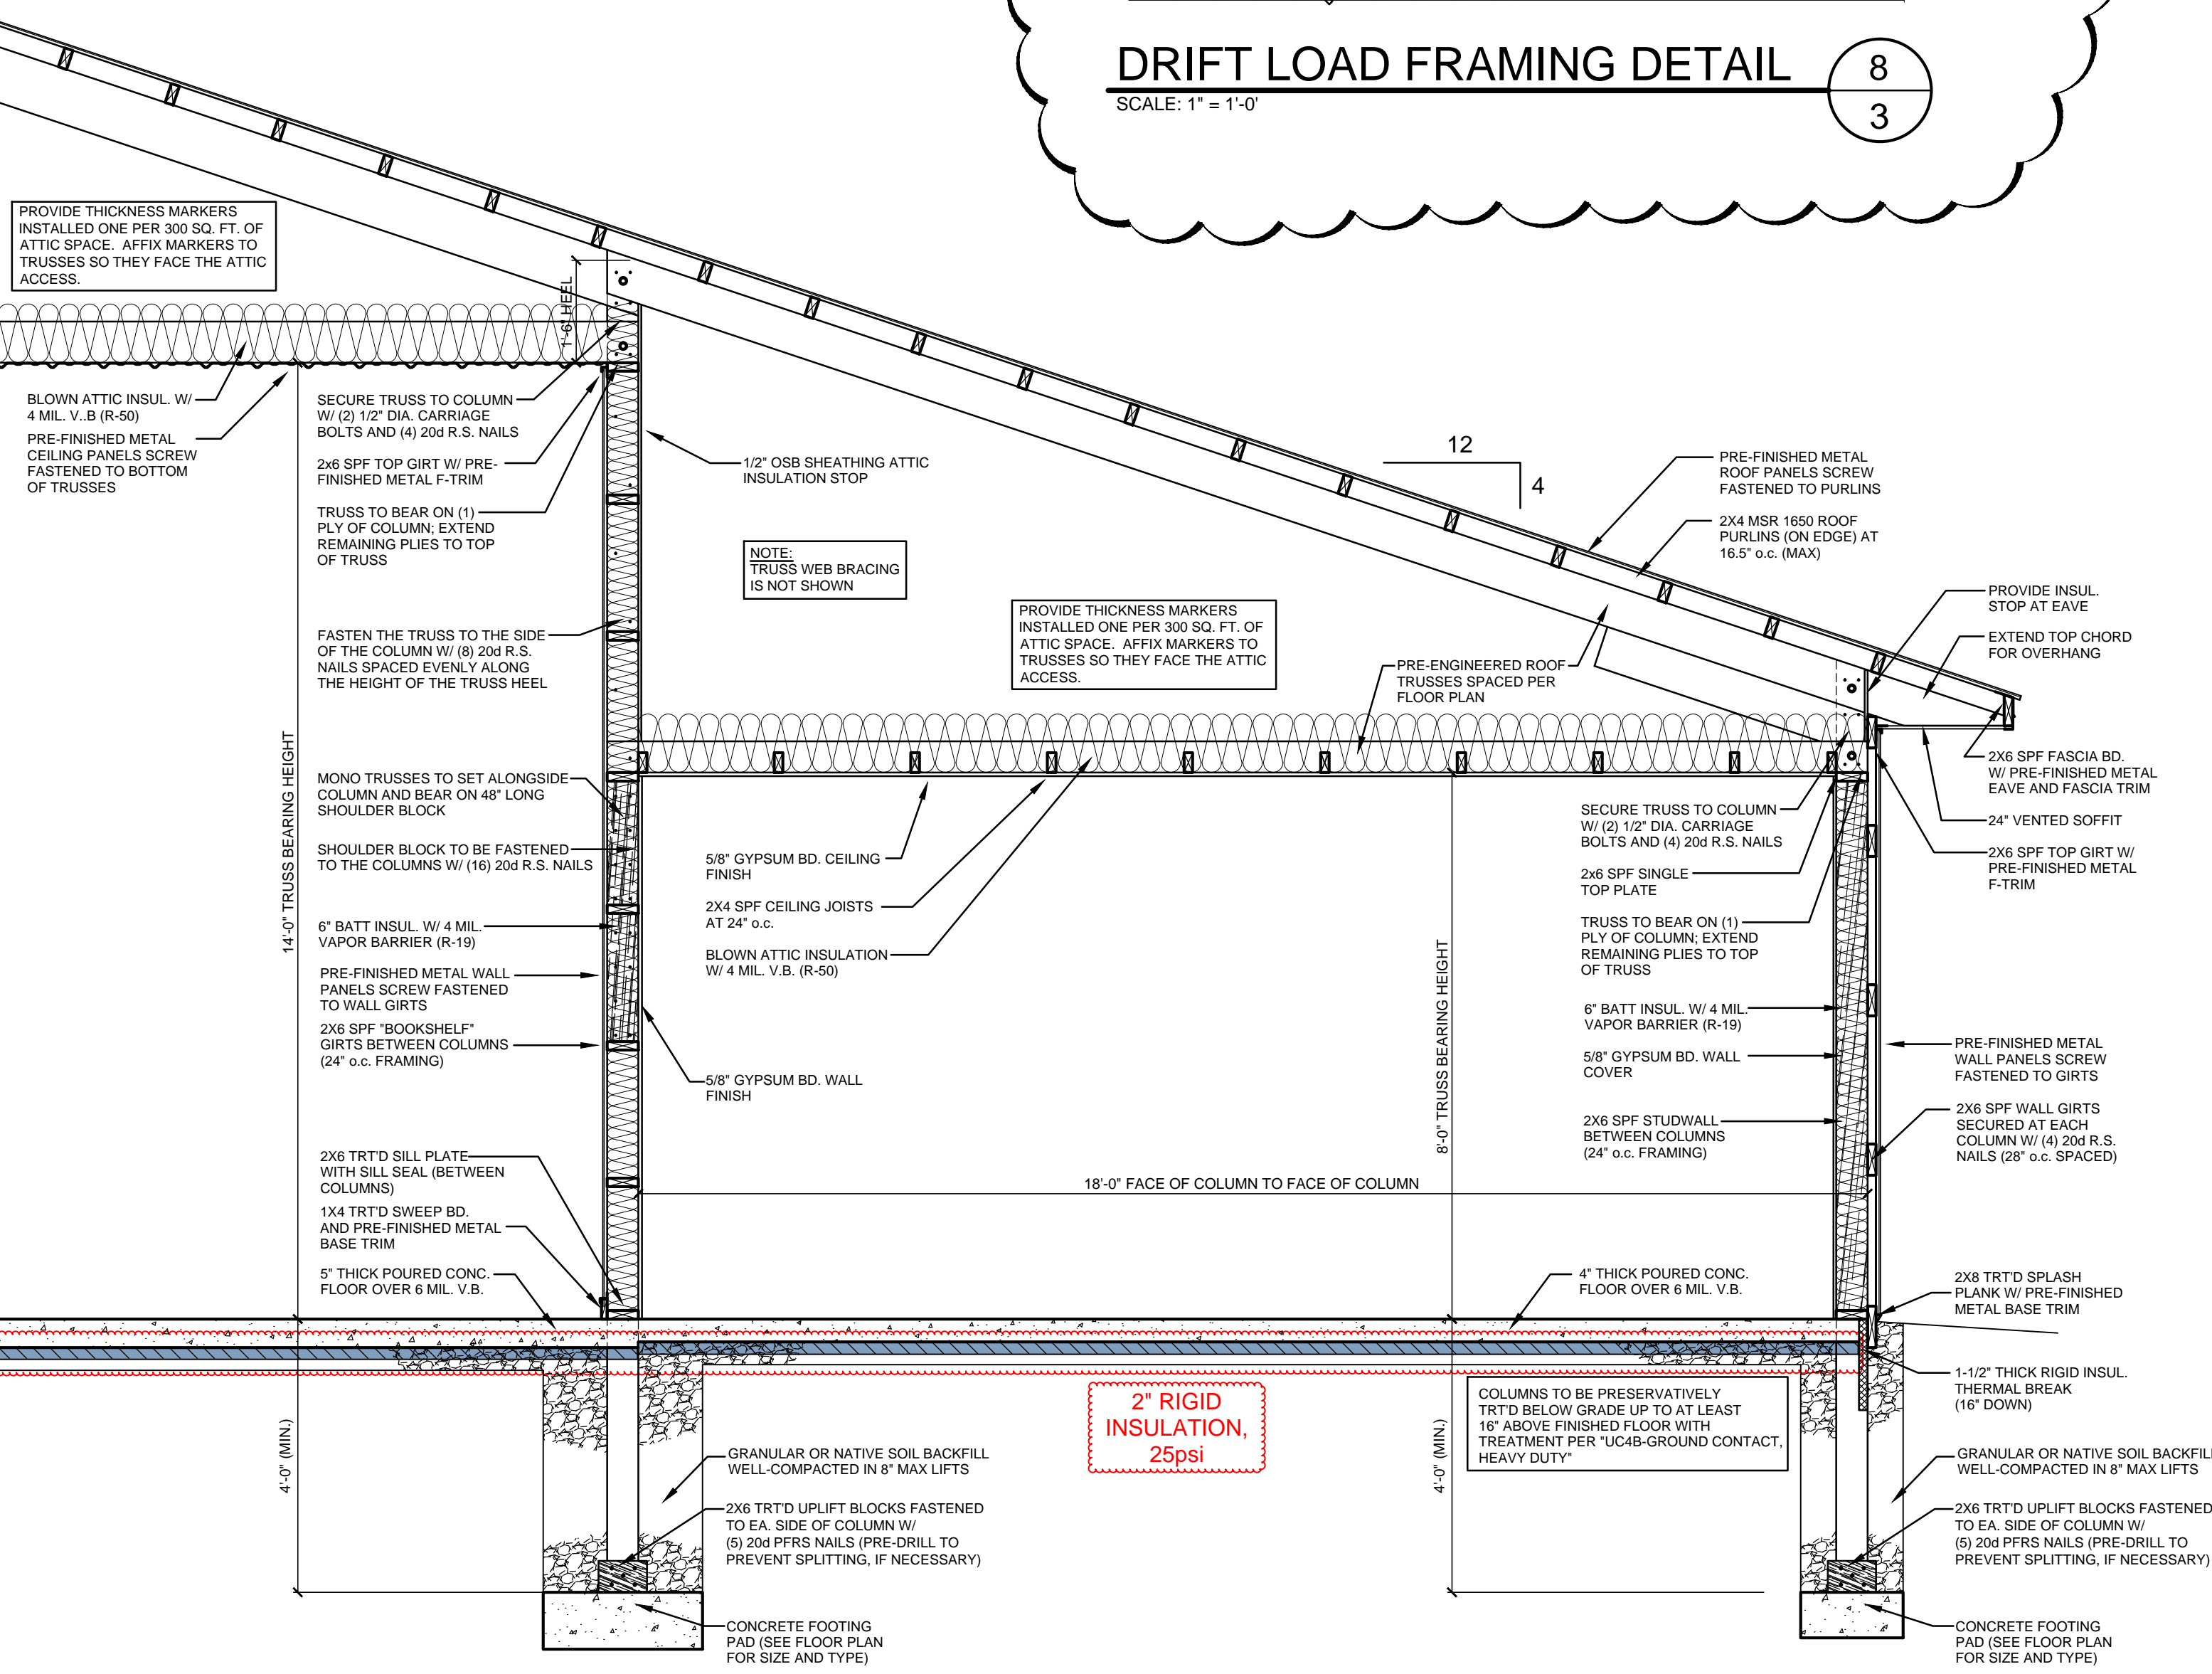 DRIFT LOAD FRAMING DETAIL
8
3
SCALE: 1" = 1'-0'
PROVIDE THICKNESS MARKERS
INSTALLED ONE PER 300 SQ. FT. OF
ATTIC SPACE.  AFFIX MARKERS TO
TRUSSES SO THEY FACE THE ATTIC
ACCESS.
1'-6" HEEL
BLOWN ATTIC INSUL. W/
4 MIL. V..B (R-50)
PRE-FINISHED METAL
CEILING PANELS SCREW
FASTENED TO BOTTOM
OF TRUSSES
SECURE TRUSS TO COLUMN
W/ (2) 1/2" DIA. CARRIAGE
BOLTS AND (4) 20d R.S. NAILS
2x6 SPF TOP GIRT W/ PRE-
FINISHED METAL F-TRIM
TRUSS TO BEAR ON (1)
PLY OF COLUMN; EXTEND
REMAINING PLIES TO TOP
OF TRUSS
FASTEN THE TRUSS TO THE SIDE
OF THE COLUMN W/ (8) 20d R.S.
NAILS SPACED EVENLY ALONG
THE HEIGHT OF THE TRUSS HEEL
14'-0" TRUSS BEARING HEIGHT
MONO TRUSSES TO SET ALONGSIDE
COLUMN AND BEAR ON 48" LONG
SHOULDER BLOCK
SHOULDER BLOCK TO BE FASTENED
TO THE COLUMNS W/ (16) 20d R.S. NAILS
6" BATT INSUL. W/ 4 MIL.
VAPOR BARRIER (R-19)
PRE-FINISHED METAL WALL
PANELS SCREW FASTENED
TO WALL GIRTS
2X6 SPF "BOOKSHELF"
GIRTS BETWEEN COLUMNS
(24" o.c. FRAMING)
2X6 TRT'D SILL PLATE
WITH SILL SEAL (BETWEEN
COLUMNS)
1X4 TRT'D SWEEP BD.
AND PRE-FINISHED METAL
BASE TRIM
5" THICK POURED CONC.
FLOOR OVER 6 MIL. V.B.
4'-0" (MIN.)
1/2" OSB SHEATHING ATTIC
INSULATION STOP
NOTE:
TRUSS WEB BRACING
IS NOT SHOWN
PROVIDE THICKNESS MARKERS
INSTALLED ONE PER 300 SQ. FT. OF
ATTIC SPACE.  AFFIX MARKERS TO
TRUSSES SO THEY FACE THE ATTIC
ACCESS.
12
4
PRE-ENGINEERED ROOF
TRUSSES SPACED PER
FLOOR PLAN
PRE-FINISHED METAL
ROOF PANELS SCREW
FASTENED TO PURLINS
2X4 MSR 1650 ROOF
PURLINS (ON EDGE) AT
16.5" o.c. (MAX)
PROVIDE INSUL.
STOP AT EAVE
EXTEND TOP CHORD
FOR OVERHANG
2X6 SPF FASCIA BD.
W/ PRE-FINISHED METAL
EAVE AND FASCIA TRIM
24" VENTED SOFFIT
2X6 SPF TOP GIRT W/
PRE-FINISHED METAL
F-TRIM
5/8" GYPSUM BD. CEILING
FINISH
2X4 SPF CEILING JOISTS
AT 24" o.c.
BLOWN ATTIC INSULATION
W/ 4 MIL. V.B. (R-50)
5/8" GYPSUM BD. WALL
FINISH
8'-0" TRUSS BEARING HEIGHT
SECURE TRUSS TO COLUMN
W/ (2) 1/2" DIA. CARRIAGE
BOLTS AND (4) 20d R.S. NAILS
2x6 SPF SINGLE
TOP PLATE
TRUSS TO BEAR ON (1)
PLY OF COLUMN; EXTEND
REMAINING PLIES TO TOP
OF TRUSS
6" BATT INSUL. W/ 4 MIL.
VAPOR BARRIER (R-19)
5/8" GYPSUM BD. WALL
COVER
2X6 SPF STUDWALL
BETWEEN COLUMNS
(24" o.c. FRAMING)
PRE-FINISHED METAL
WALL PANELS SCREW
FASTENED TO GIRTS
2X6 SPF WALL GIRTS
SECURED AT EACH
COLUMN W/ (4) 20d R.S.
NAILS (28" o.c. SPACED)
18'-0" FACE OF COLUMN TO FACE OF COLUMN
4" THICK POURED CONC.
FLOOR OVER 6 MIL. V.B.
2X8 TRT'D SPLASH
PLANK W/ PRE-FINISHED
METAL BASE TRIM
1-1/2" THICK RIGID INSUL.
THERMAL BREAK
(16" DOWN)
2" RIGID
INSULATION,
25psi
4'-0" (MIN.)
COLUMNS TO BE PRESERVATIVELY
TRT'D BELOW GRADE UP TO AT LEAST
16" ABOVE FINISHED FLOOR WITH
TREATMENT PER "UC4B-GROUND CONTACT,
HEAVY DUTY"
GRANULAR OR NATIVE SOIL BACKFILL
WELL-COMPACTED IN 8" MAX LIFTS
2X6 TRT'D UPLIFT BLOCKS FASTENED
TO EA. SIDE OF COLUMN W/
(5) 20d PFRS NAILS (PRE-DRILL TO
PREVENT SPLITTING, IF NECESSARY)
CONCRETE FOOTING
PAD (SEE FLOOR PLAN
FOR SIZE AND TYPE)
GRANULAR OR NATIVE SOIL BACKFILL
WELL-COMPACTED IN 8" MAX LIFTS
2X6 TRT'D UPLIFT BLOCKS FASTENED
TO EA. SIDE OF COLUMN W/
(5) 20d PFRS NAILS (PRE-DRILL TO
PREVENT SPLITTING, IF NECESSARY)
CONCRETE FOOTING
PAD (SEE FLOOR PLAN
FOR SIZE AND TYPE)